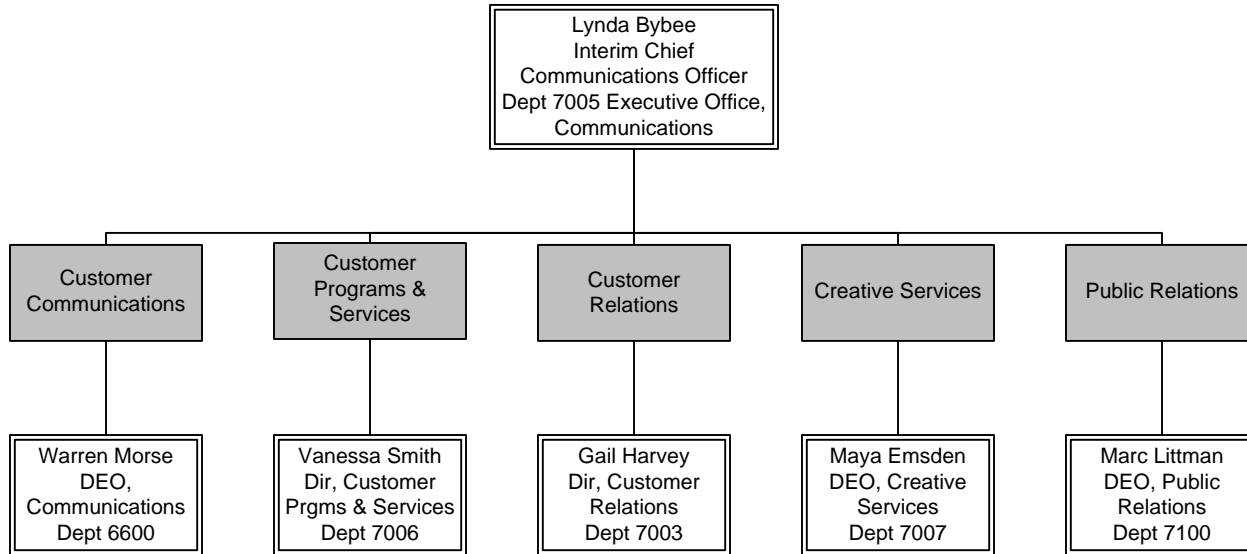 Lynda Bybee
Interim Chief
Communications Officer
Dept 7005 Executive Office,
Communications
Customer
Communications
Customer
Programs &
Services
Customer
Relations
Creative Services
Public Relations
Warren Morse
DEO,
Communications
Dept 6600
Vanessa Smith
Dir, Customer
Prgms & Services
Dept 7006
Gail Harvey
Dir, Customer
Relations
Dept 7003
Maya Emsden
DEO, Creative
Services
Dept 7007
Marc Littman
DEO, Public
Relations
Dept 7100